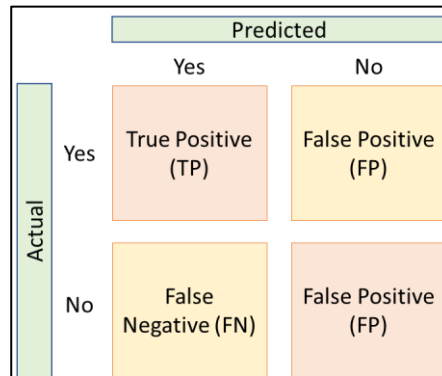 Predicted
Yes No
Actual
Yes
True Positive
(TP)
False Positive
(FP)
No
False
Negative (FN)
False Positive
(FP)